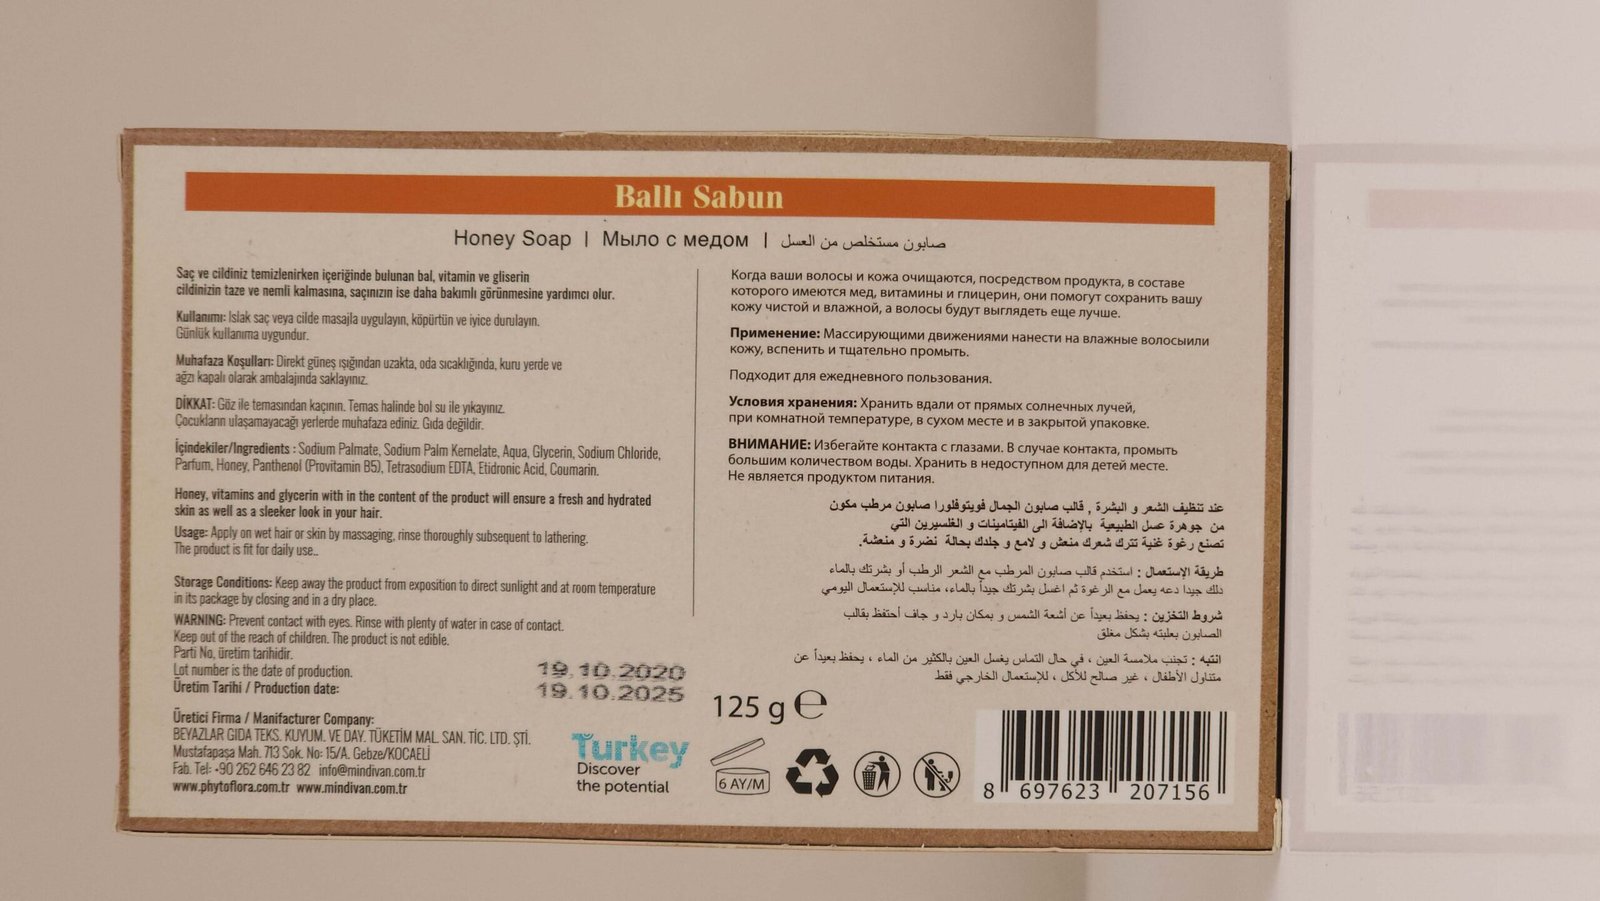 Ballı Sabun
Honey Soap | Мыло с медом | صابون مستخلص من العسل
Saç ve cildiniz temizlenirken içeriğinde bulunan bal, vitamin ve gliserin
cildinizin taze ve nemli kalmasına, saçınızın ise daha bakımlı görünmesine yardımcı olur.
Kullanımı: Islak saç veya cilde masajla uygulayın, köpürtün ve iyice durulayın.
Günlük kullanıma uygundur.
Muhafaza Koşulları: Direkt güneş ışığından uzakta, oda sıcaklığında, kuru yerde ve
ağzı kapalı olarak ambalajında saklayınız.
DİKKAT: Göz ile temasından kaçının. Temas halinde bol su ile yıkayınız.
Çocukların ulaşamayacağı yerlerde muhafaza ediniz. Gıda değildir.
İçindekiler/Ingredients : Sodium Palmate, Sodium Palm Kernelate, Aqua, Glycerin, Sodium Chloride,
Parfum, Honey, Panthenol (Provitamin B5), Tetrasodium EDTA, Etidronic Acid, Coumarin.
Honey, vitamins and glycerin with in the content of the product will ensure a fresh and hydrated
skin as well as a sleeker look in your hair.
Usage: Apply on wet hair or skin by massaging, rinse thoroughly subsequent to lathering.
The product is fit for daily use..
Storage Conditions: Keep away the product from exposition to direct sunlight and at room temperature
in its package by closing and in a dry place.
WARNING: Prevent contact with eyes. Rinse with plenty of water in case of contact.
Keep out of the reach of children. The product is not edible.
Parti No, üretim tarihidir.
Lot number is the date of production.
Üretim Tarihi / Production date:
19.10.2020
19.10.2025
Üretici Firma / Manifacturer Company:
BEYAZLAR GIDA TEKS. KUYUM. VE DAY. TÜKETİM MAL. SAN. TİC. LTD. ŞTİ.
Mustafapaşa Mah. 713 Sok. No: 15/A. Gebze/KOCAELİ
Fab. Tel: +90 262 646 23 82 info@mindivan.com.tr
www.phytoflora.com.tr www.mindivan.com.tr
Turkey
Discover
the potential
Когда ваши волосы и кожа очищаются, посредством продукта, в составе
которого имеются мед, витамины и глицерин, они помогут сохранить вашу
кожу чистой и влажной, а волосы будут выглядеть еще лучше.
Применение: Массирующими движениями нанести на влажные волосыили
кожу, вспенить и тщательно промыть.
Подходит для ежедневного пользования.
Условия хранения: Хранить вдали от прямых солнечных лучей,
при комнатной температуре, в сухом месте и в закрытой упаковке.
ВНИМАНИЕ: Избегайте контакта с глазами. В случае контакта, промыть
большим количеством воды. Хранить в недоступном для детей месте.
Не является продуктом питания.
عند تنظيف الشعر و البشرة , قالب صابون الجمال فويتوفلورا صابون مرطب مكون
من جوهرة عسل الطبيعية بالإضافة الى الفيتامينات و الغلسيرين التي
تصنع رغوة غنية تترك شعرك منعش و لامع و جلدك بحالة نضرة و منعشة.
طريقة الإستعمال : استخدم قالب صابون المرطب مع الشعر الرطب أو بشرتك بالماء
دلك جيدا دعه يعمل مع الرغوة ثم اغسل بشرتك جيداً بالماء، مناسب للإستعمال اليومي
شروط التخزين : يحفظ بعيداً عن أشعة الشمس و بمكان بارد و جاف أحتفظ بقالب
الصابون بعلبته بشكل مغلق
انتبه : تجنب ملامسة العين ، في حال التماس يغسل العين بالكثير من الماء ، يحفظ بعيداً عن
متناول الأطفال ، غير صالح للأكل ، للإستعمال الخارجي فقط
125 g ℮
6 AY/M
8 697623 207156